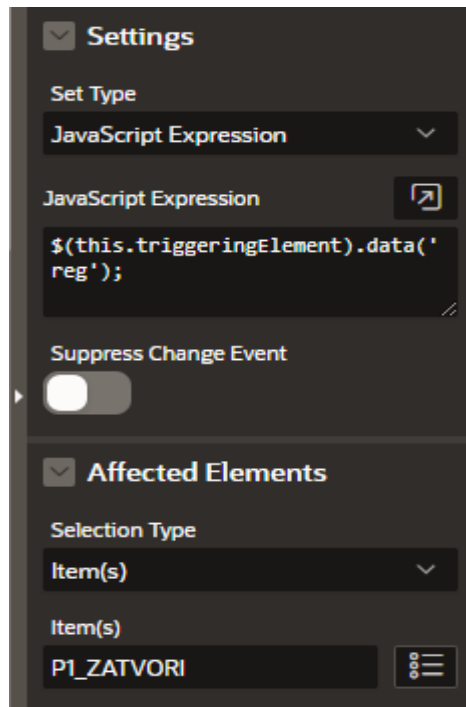 Settings
Set Type
JavaScript Expression
JavaScript Expression
$(this.triggeringElement).data('
reg');
Suppress Change Event
Affected Elements
Selection Type
Item(s)
Item(s)
P1_ZATVORI